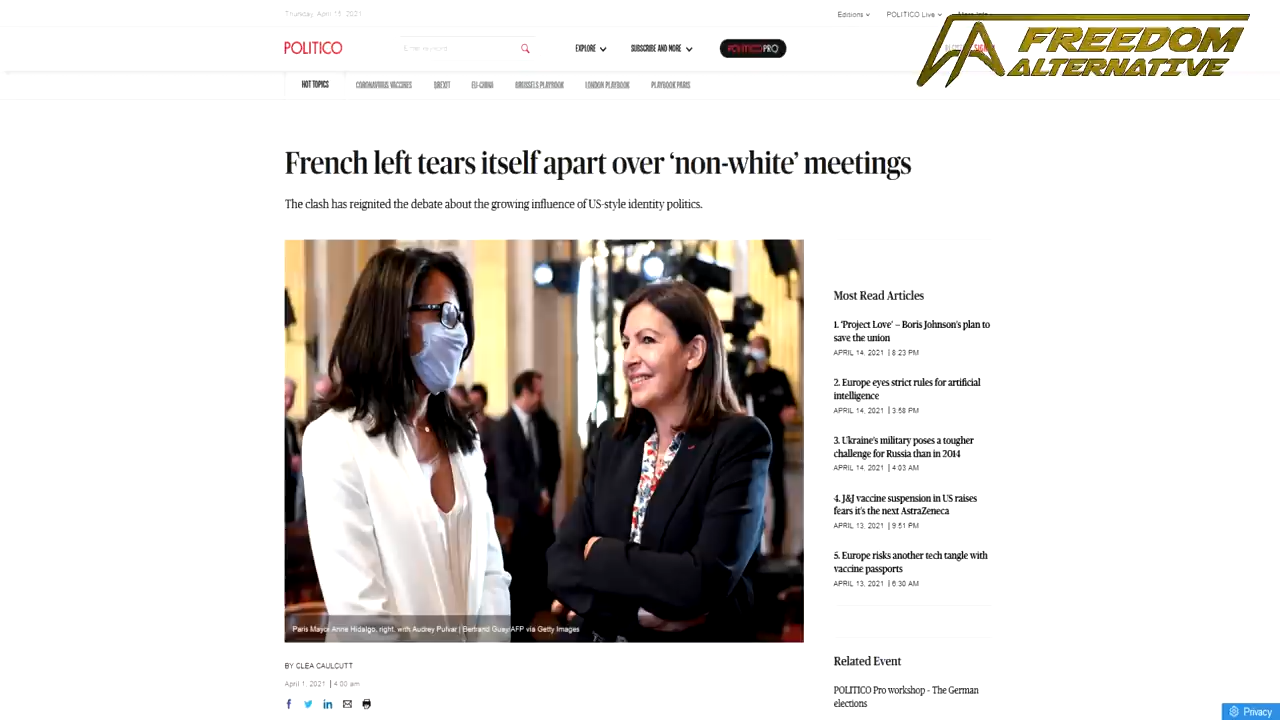 Thursday, April 15, 2021
Editions
POLITICO Live
More Info
POLITICO
Enter keyword
EXPLORE
SUBSCRIBE AND MORE
POLITICO PRO
FREEDOM
ALTERNATIVE
HOT TOPICS
CORONAVIRUS VACCINES
BREXIT
EU-CHINA
BRUSSELS PLAYBOOK
LONDON PLAYBOOK
PLAYBOOK PARIS
French left tears itself apart over ‘non-white’ meetings
The clash has reignited the debate about the growing influence of US-style identity politics.
Paris Mayor Anne Hidalgo, right, with Audrey Pulvar | Bertrand Guey/AFP via Getty Images
BY CLEA CAULCUTT
April 1, 2021 | 4:00 am
Most Read Articles
1. ‘Project Love’ – Boris Johnson’s plan to
save the union
APRIL 14, 2021 | 8:23 PM
2. Europe eyes strict rules for artificial
intelligence
APRIL 14, 2021 | 3:58 PM
3. Ukraine’s military poses a tougher
challenge for Russia than in 2014
APRIL 14, 2021 | 4:03 AM
4. J&J vaccine suspension in US raises
fears it’s the next AstraZeneca
APRIL 13, 2021 | 9:51 PM
5. Europe risks another tech tangle with
vaccine passports
APRIL 13, 2021 | 6:30 AM
Related Event
POLITICO Pro workshop - The German
elections
Privacy